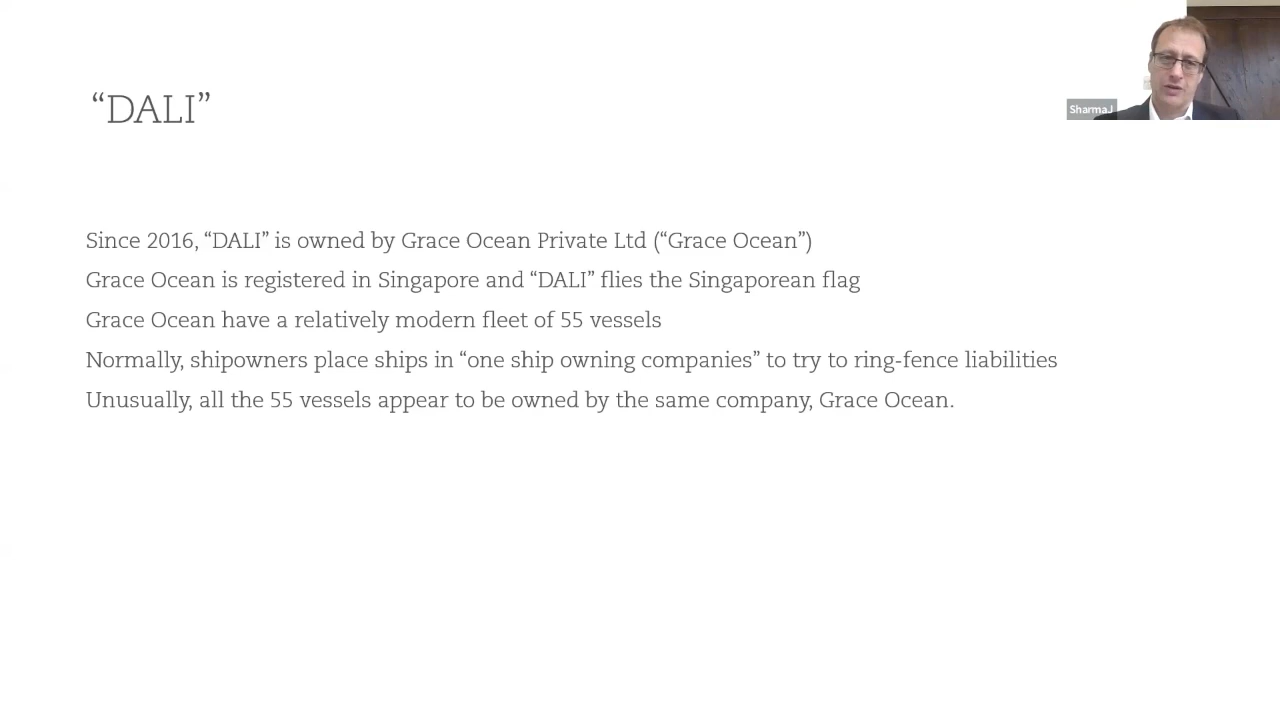 “DALI”
SharmaJ
Since 2016, “DALI” is owned by Grace Ocean Private Ltd (“Grace Ocean”)
Grace Ocean is registered in Singapore and “DALI” flies the Singaporean flag
Grace Ocean have a relatively modern fleet of 55 vessels
Normally, shipowners place ships in “one ship owning companies” to try to ring-fence liabilities
Unusually, all the 55 vessels appear to be owned by the same company, Grace Ocean.